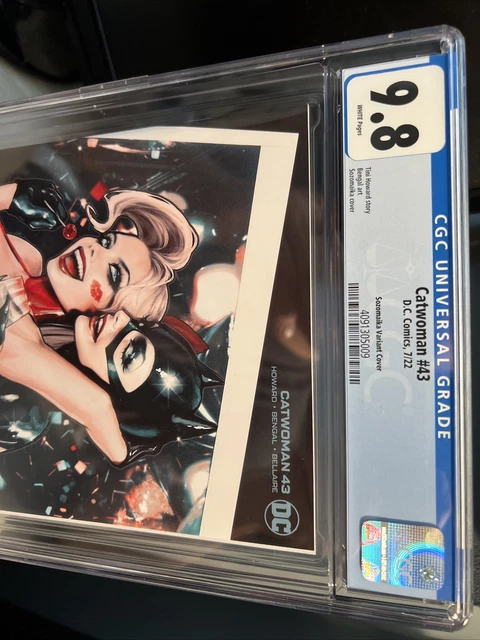 CGC UNIVERSAL GRADE
9.8
WHITE Pages
Catwoman #43
D.C. Comics, 7/22
Sozomaika Variant Cover
4091305009
Tini Howard story
Bengal art
Sozomaika cover
CATWOMAN 43
HOWARD • BENGAL • BELLAIRE
DC